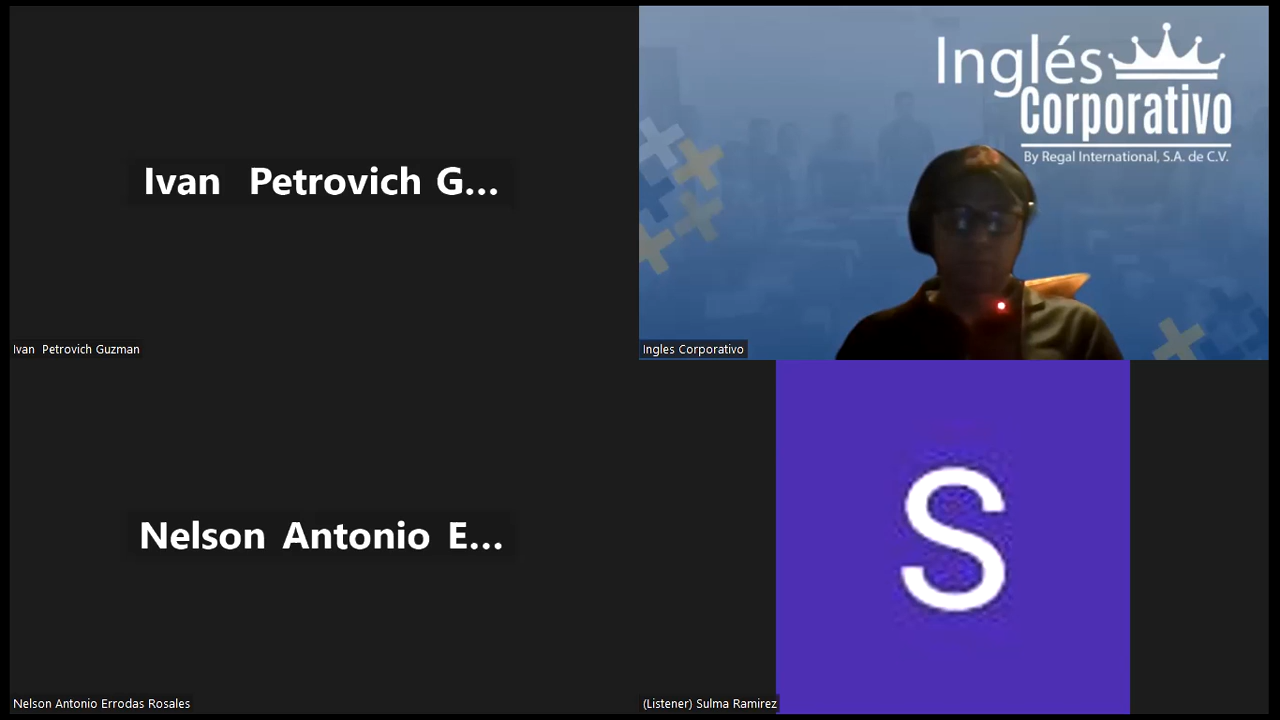 Ivan Petrovich G...
Ivan Petrovich Guzman
Inglés
Corporativo
By Regal International, S.A. de C.V.
Ingles Corporativo
Nelson Antonio E...
Nelson Antonio Errodas Rosales
S
(Listener) Sulma Ramirez